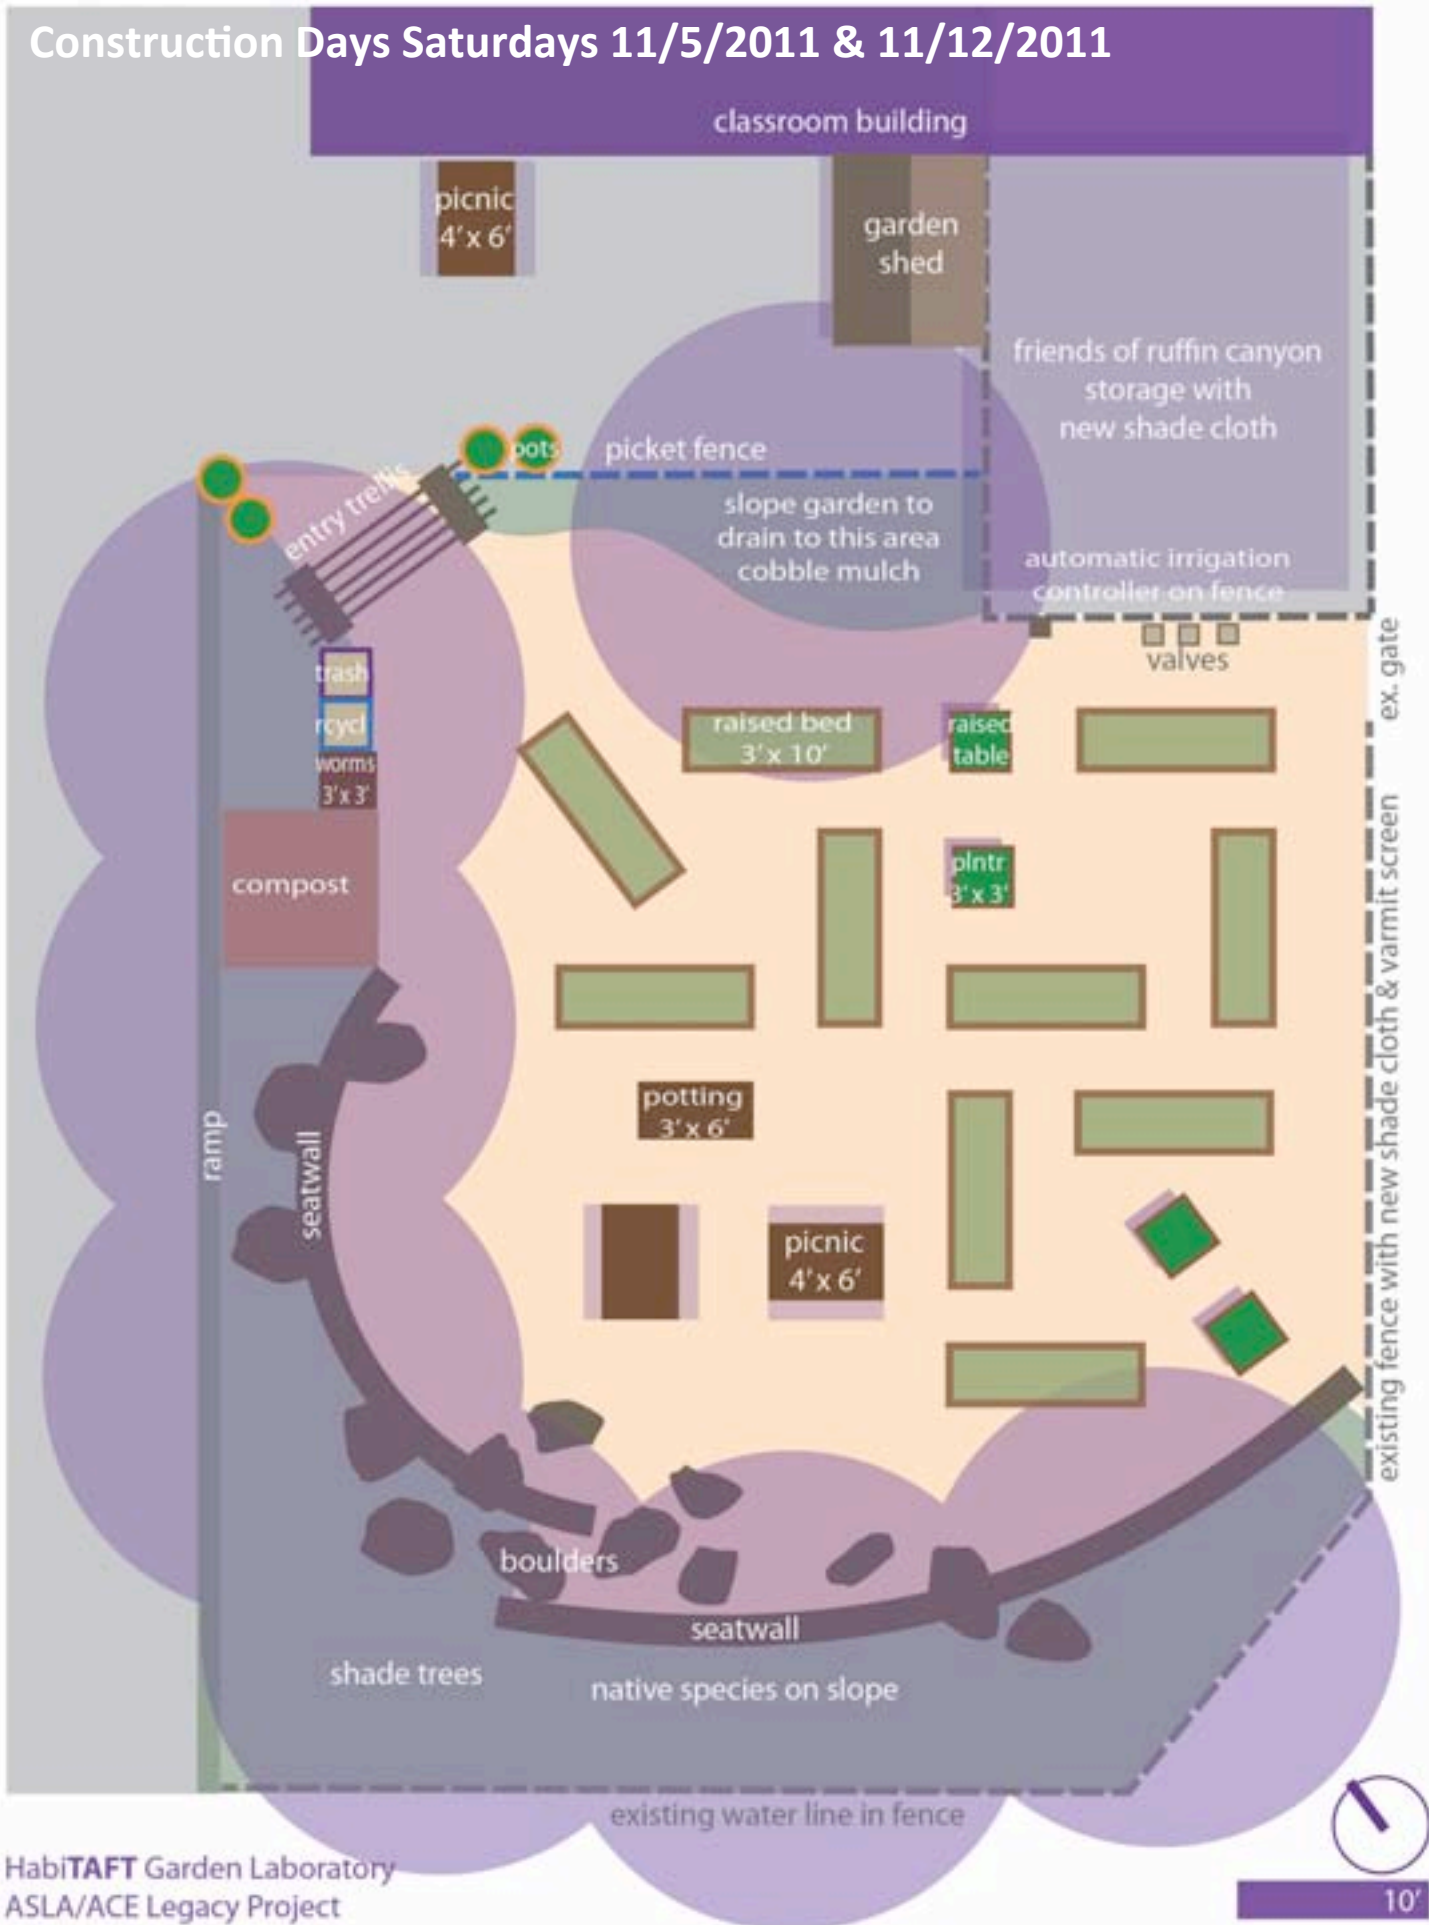 Construction Days Saturdays 11/5/2011 & 11/12/2011
classroom building
picnic
4' x 6'
garden
shed
friends of ruffin canyon
storage with
new shade cloth
pots
picket fence
entry trellis
slope garden to
drain to this area
cobble mulch
automatic irrigation
controller on fence
valves
ex. gate
trash
rcycl
worms
3' x 3'
raised bed
3' x 10'
raised
table
compost
plntr
3' x 3'
existing fence with new shade cloth & varmit screen
potting
3' x 6'
ramp
seatwall
picnic
4' x 6'
boulders
seatwall
shade trees
native species on slope
existing water line in fence
HabiTAFT Garden Laboratory
ASLA/ACE Legacy Project
10'